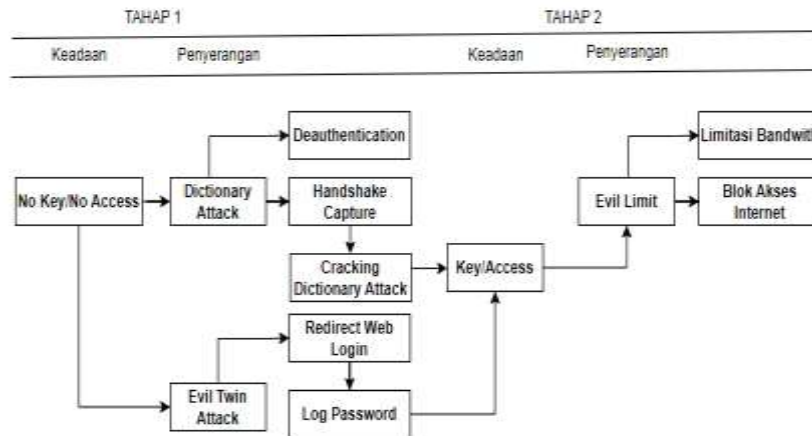 TAHAP 1
TAHAP 2
Keadaan
Penyerangan
Keadaan
Penyerangan
Deauthentication
Limitasi Bandwit
No Key/No Access
Dictionary
Attack
Handshake
Capture
Evil Limit
Blok Akses
Internet
Cracking
Dictionary Attack
Key/Access
Redirect Web
Login
Evil Twin
Attack
Log Password